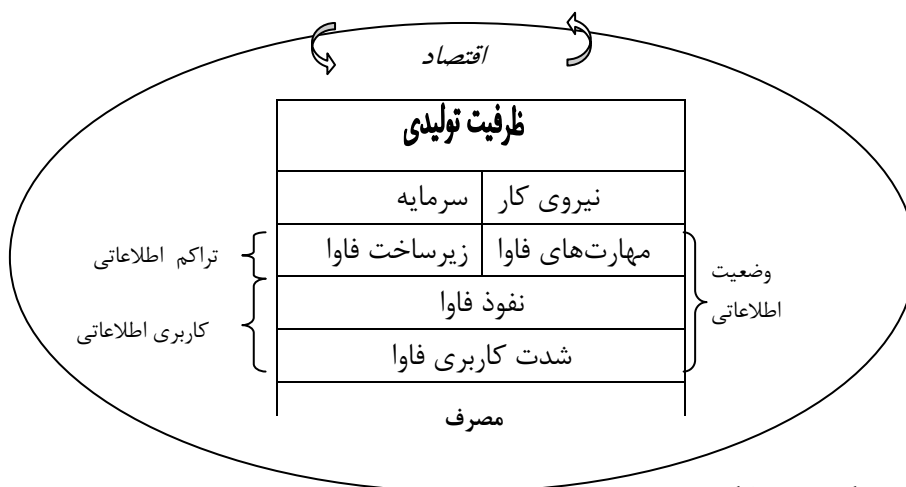 اقتصاد
ظرفیت تولیدی
نیروی کار
سرمایه
مهارت‌های فاوا
زیرساخت فاوا
نفوذ فاوا
شدت کاربری فاوا
مصرف
وضعیت
اطلاعاتی
تراکم اطلاعاتی
کاربری اطلاعاتی